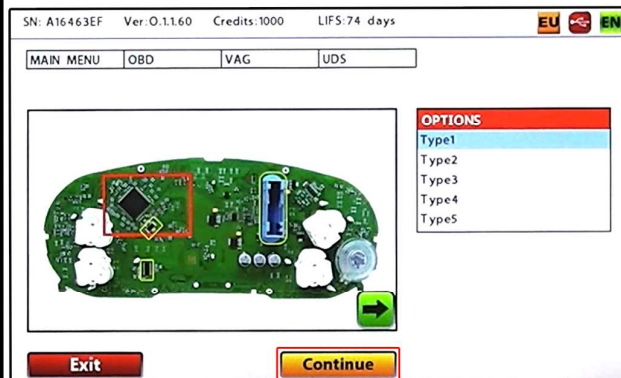 SN: A16463EF Ver:0.1.1.60 Credits:1000 LIFS:74 days EU EN
MAIN MENU OBD VAG UDS
OPTIONS
Type1
Type2
Type3
Type4
Type5
Exit Continue